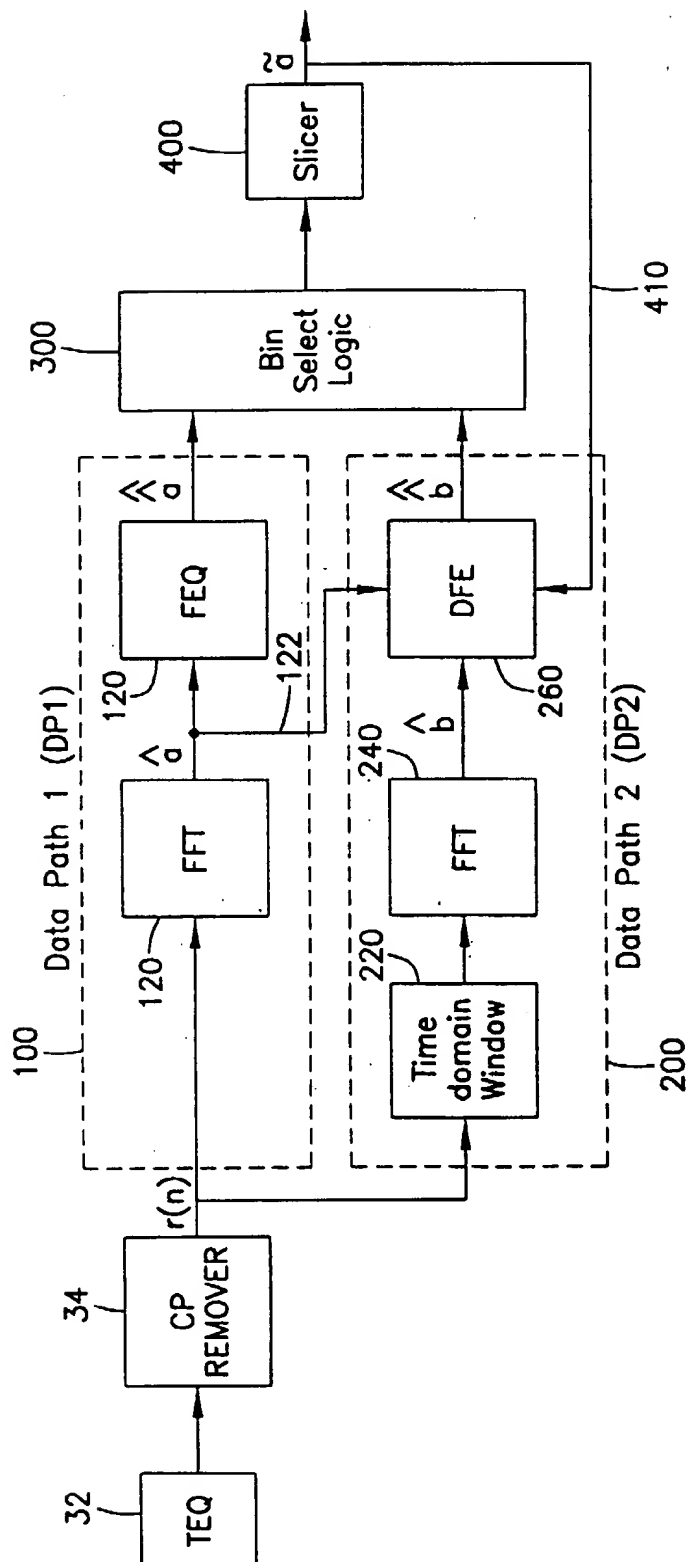 100
Data Path 1 (DP1)
32
TEQ
34
CP
REMOVER
r(n)
120
FFT
^
a
122
120
FEQ
^^
a
300
Bin
Select
Logic
400
Slicer
~
a
220
Time
domain
Window
240
FFT
^
b
DFE
260
^^
b
410
200
Data Path 2 (DP2)